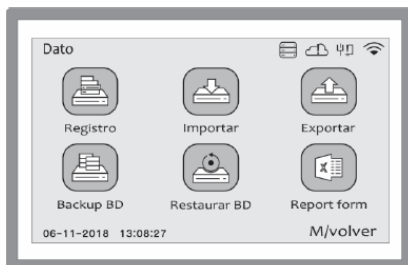 Dato
Registro Importar Exportar
Backup BD Restaurar BD Report form
06-11-2018 13:08:27 M/volver